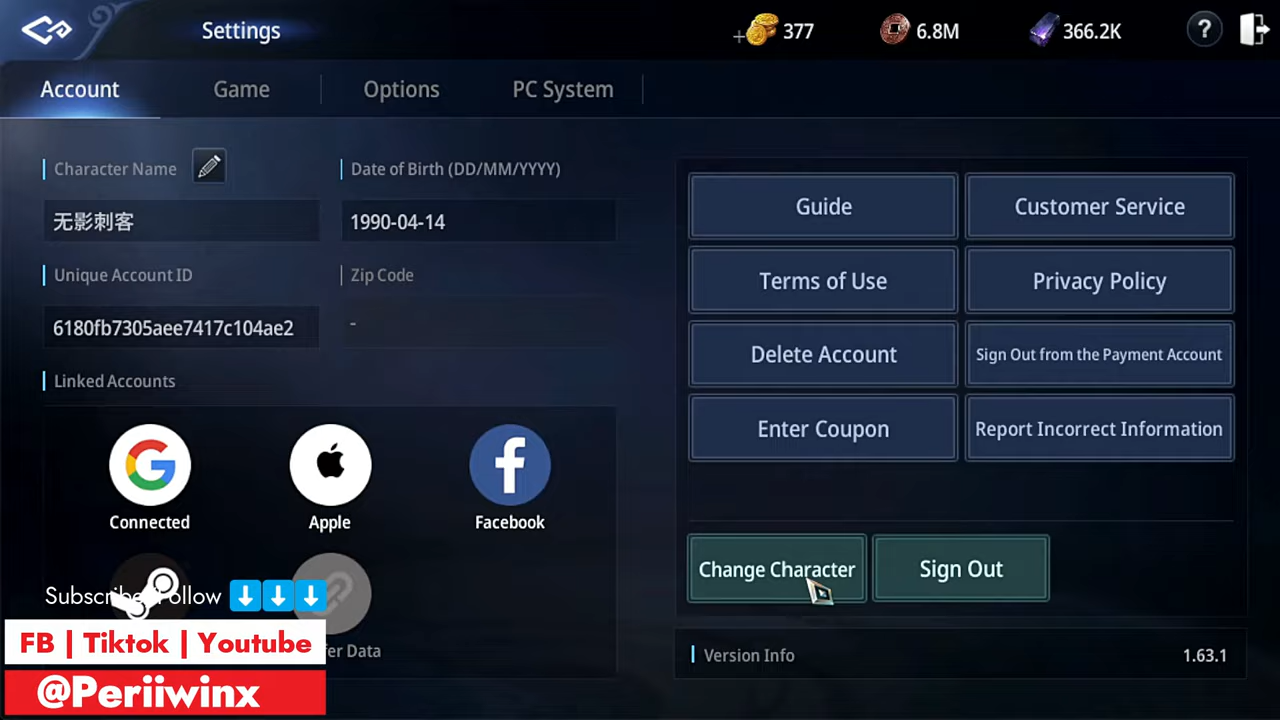 Settings
377
6.8M
366.2K
?
Account
Game
Options
PC System
Character Name
Date of Birth (DD/MM/YYYY)
无影刺客
1990-04-14
Unique Account ID
Zip Code
6180fb7305aee7417c104ae2
-
Linked Accounts
Connected
Apple
Facebook
Guide
Customer Service
Terms of Use
Privacy Policy
Delete Account
Sign Out from the Payment Account
Enter Coupon
Report Incorrect Information
Change Character
Sign Out
Version Info
1.63.1
Follow
Data
FB | Tiktok | Youtube
@Periiwinx